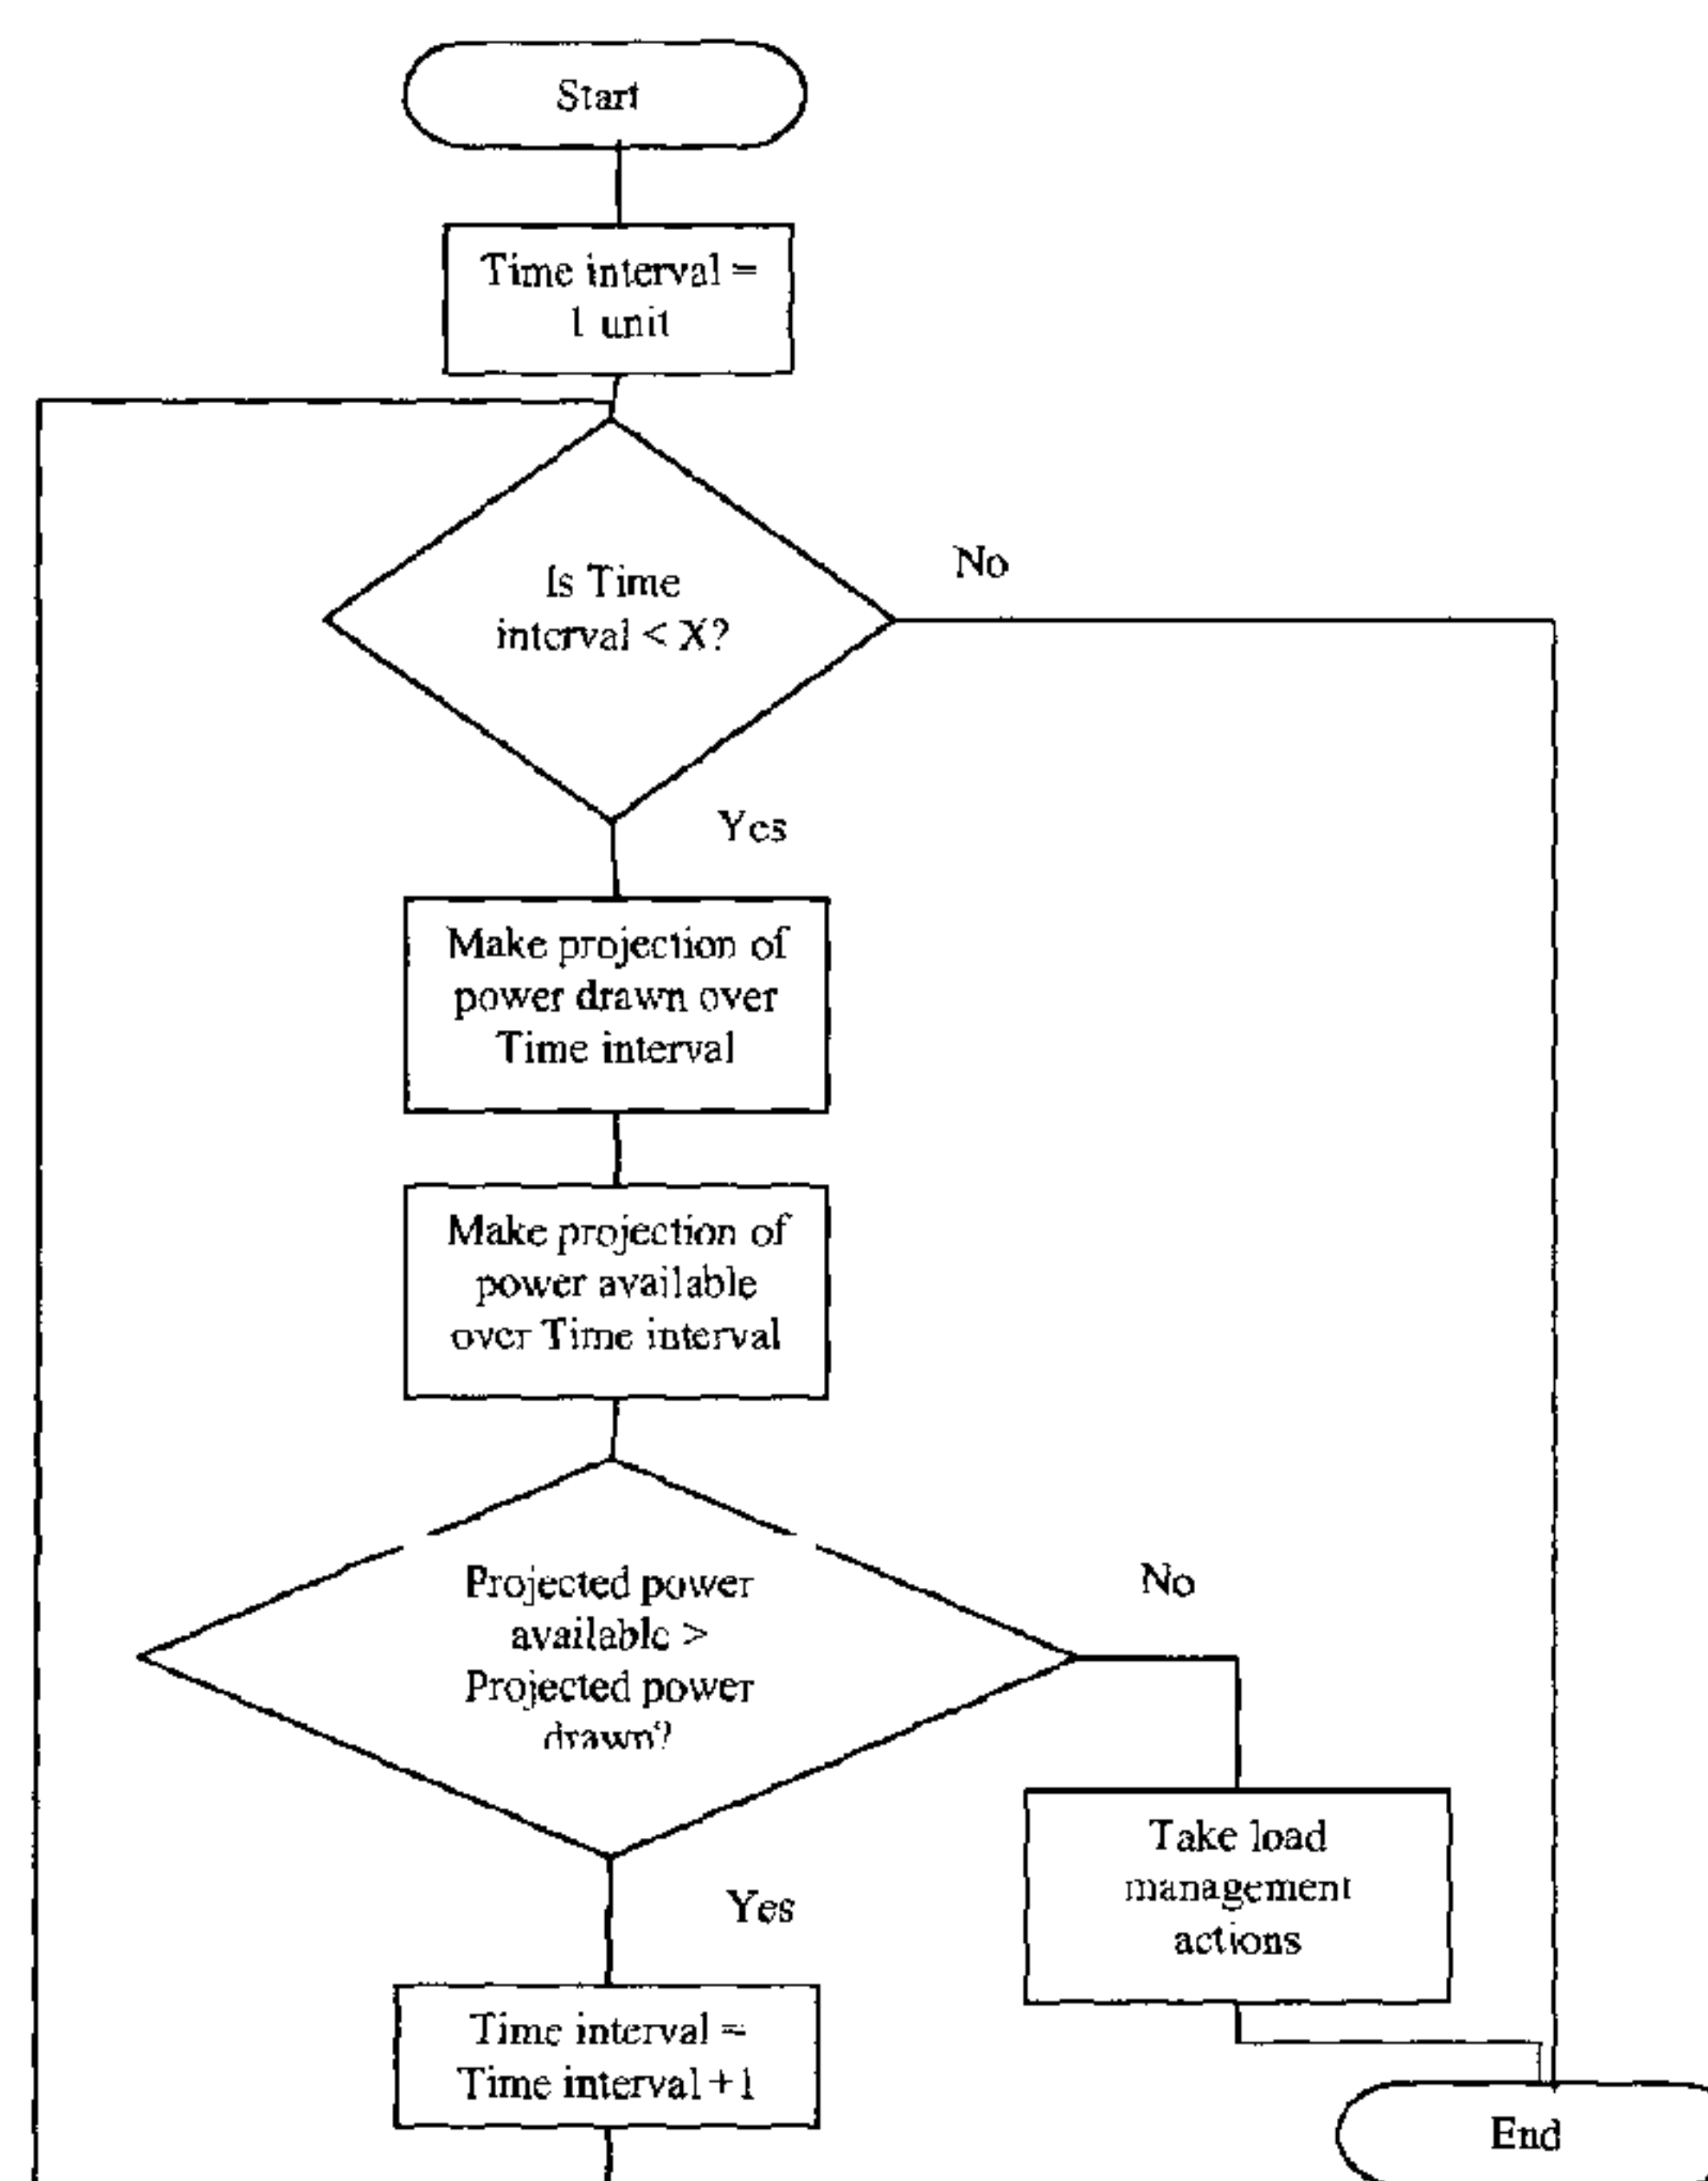 Start
Time interval =
1 unit
Is Time
interval < X?
No
Yes
Make projection of
power drawn over
Time interval
Make projection of
power available
over Time interval
Projected power
available >
Projected power
drawn?
No
Yes
Take load
management
actions
Time interval =
Time interval +1
End